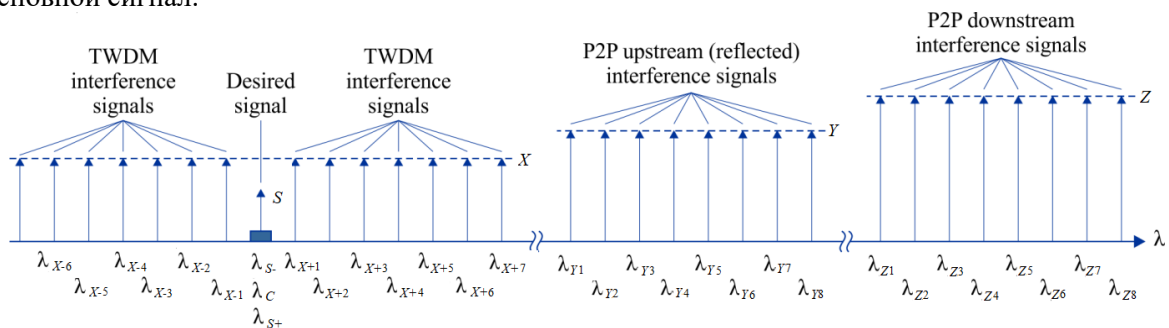 основной сигнал.
TWDM
interference
signals
Desired
signal
TWDM
interference
signals
P2P upstream (reflected)
interference signals
P2P downstream
interference signals
X
S
Y
Z
λ
λX-6 λX-4 λX-2 λS- λX+1 λX+3 λX+5 λX+7 λY1 λY3 λY5 λY7 λZ1 λZ3 λZ5 λZ7
λX-5 λX-3 λX-1 λC λX+2 λX+4 λX+6 λY2 λY4 λY6 λY8 λZ2 λZ4 λZ6 λZ8
λS+